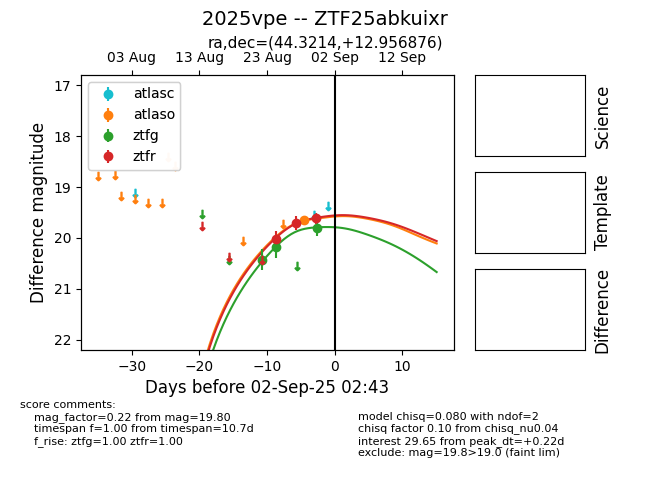 2025vpe -- ZTF25abkuixr
ra,dec=(44.3214,+12.956876)
03 Aug 13 Aug 23 Aug 02 Sep 12 Sep
atlasc
atlaso
ztfg
ztfr
17
18
19
20
21
22
Difference magnitude
−30 −20 −10 0 10
Days before 02-Sep-25 02:43
Science
Template
Difference
score comments:
mag_factor=0.22 from mag=19.80
timespan f=1.00 from timespan=10.7d
f_rise: ztfg=1.00 ztfr=1.00
model chisq=0.080 with ndof=2
chisq factor 0.10 from chisq_nu0.04
interest 29.65 from peak_dt=+0.22d
exclude: mag=19.8>19.0 (faint lim)